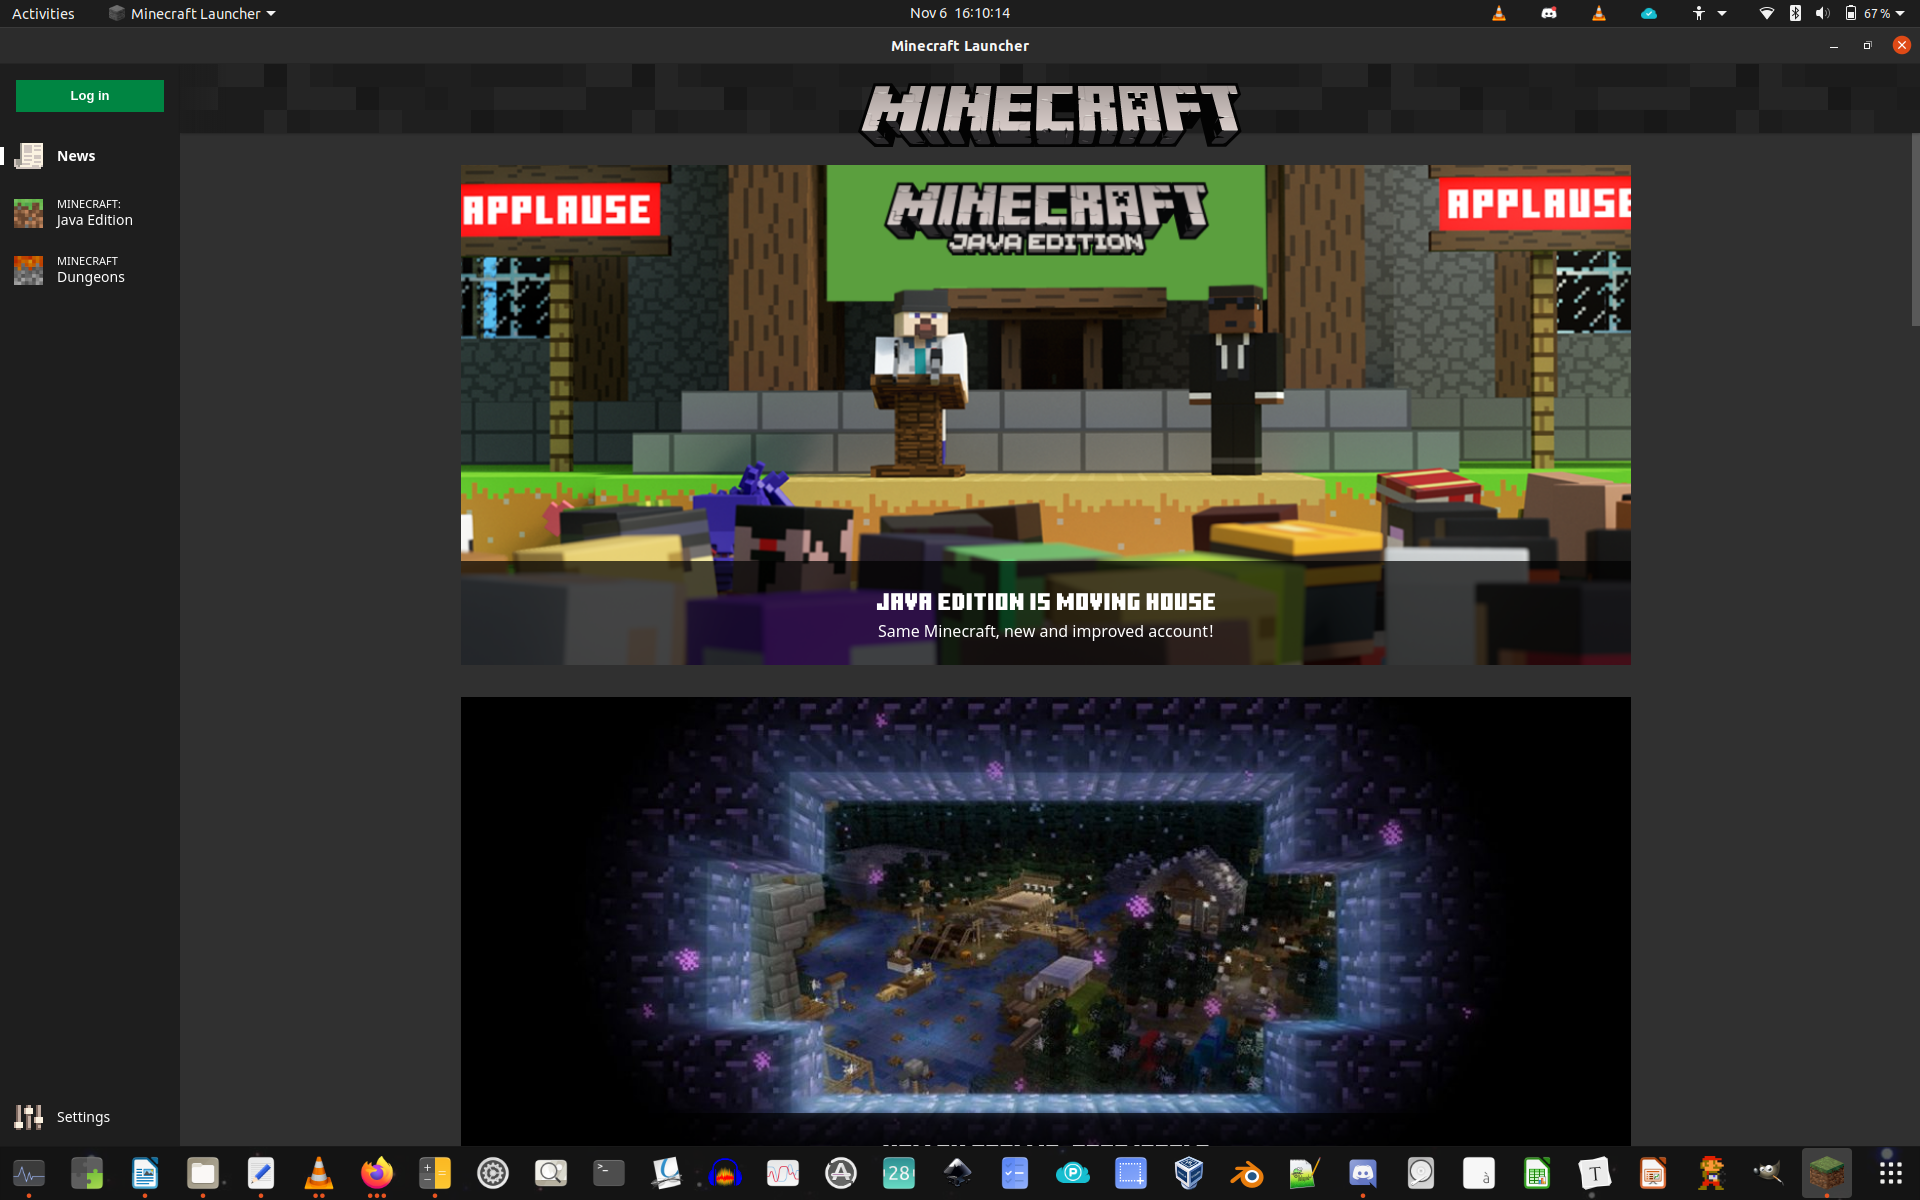 Activities
Minecraft Launcher
Nov 6 16:10:14
67 %
Minecraft Launcher
Log in
MINECRAFT
News
MINECRAFT:
Java Edition
MINECRAFT
Dungeons
APPLAUSE
MINECRAFT
JAVA EDITION
APPLAUSE
JAVA EDITION IS MOVING HOUSE
Same Minecraft, new and improved account!
Settings
28
T
à